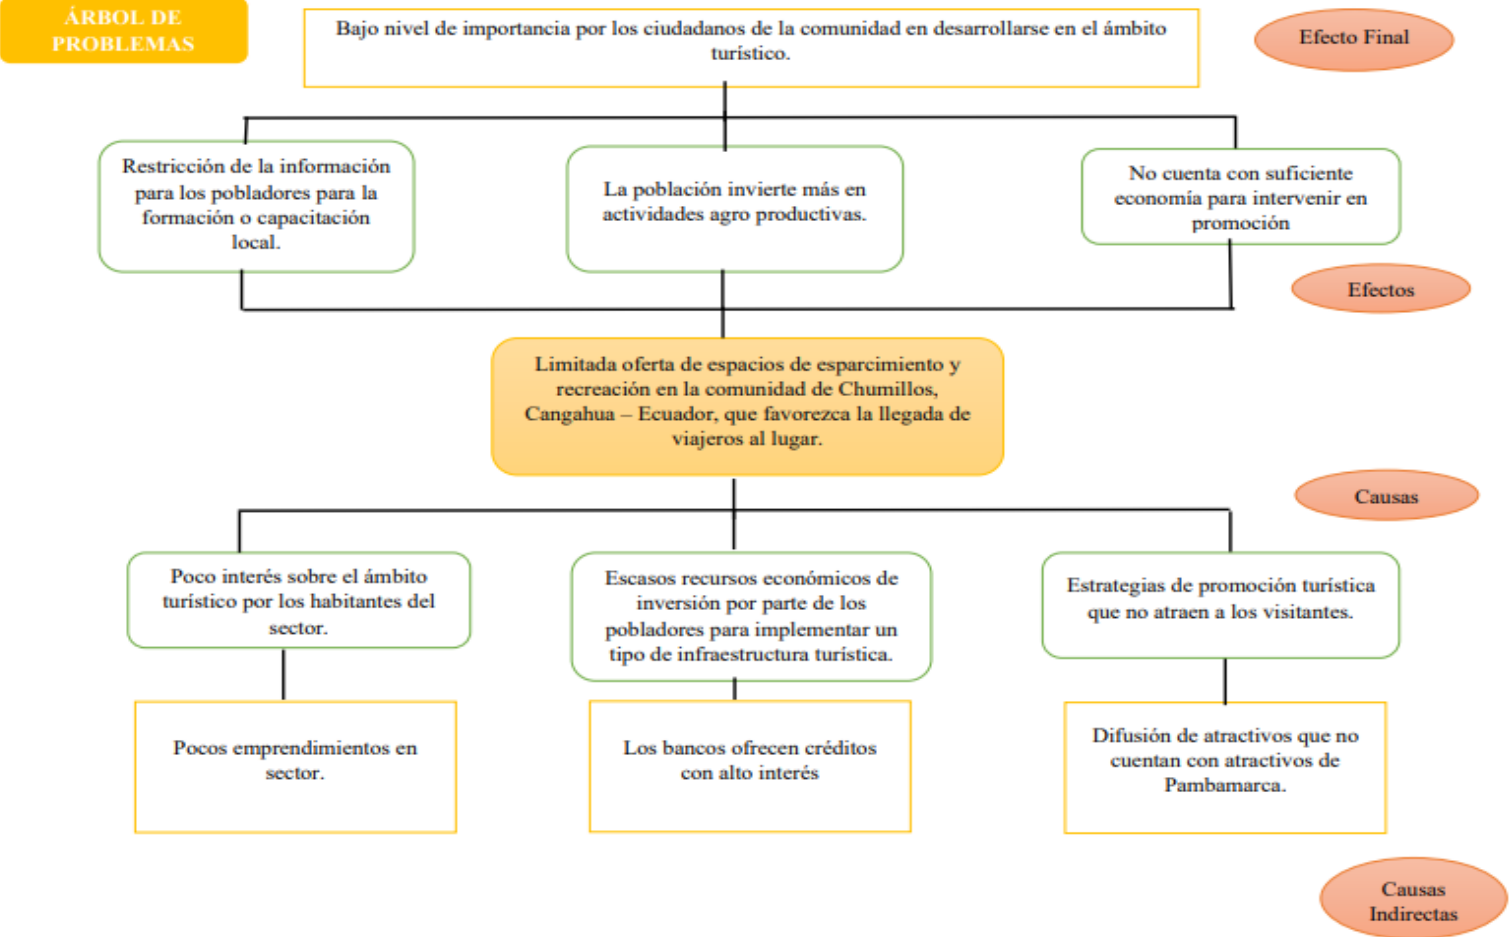 ÁRBOL DE
PROBLEMAS
Bajo nivel de importancia por los ciudadanos de la comunidad en desarrollarse en el ámbito
turístico.
Efecto Final
Restricción de la información
para los pobladores para la
formación o capacitación
local.
La población invierte más en
actividades agro productivas.
No cuenta con suficiente
economía para intervenir en
promoción
Efectos
Limitada oferta de espacios de esparcimiento y
recreación en la comunidad de Chumillos,
Cangahua – Ecuador, que favorezca la llegada de
viajeros al lugar.
Causas
Poco interés sobre el ámbito
turístico por los habitantes del
sector.
Escasos recursos económicos de
inversión por parte de los
pobladores para implementar un
tipo de infraestructura turística.
Estrategias de promoción turística
que no atraen a los visitantes.
Pocos emprendimientos en
sector.
Los bancos ofrecen créditos
con alto interés
Difusión de atractivos que no
cuentan con atractivos de
Pambamarca.
Causas
Indirectas